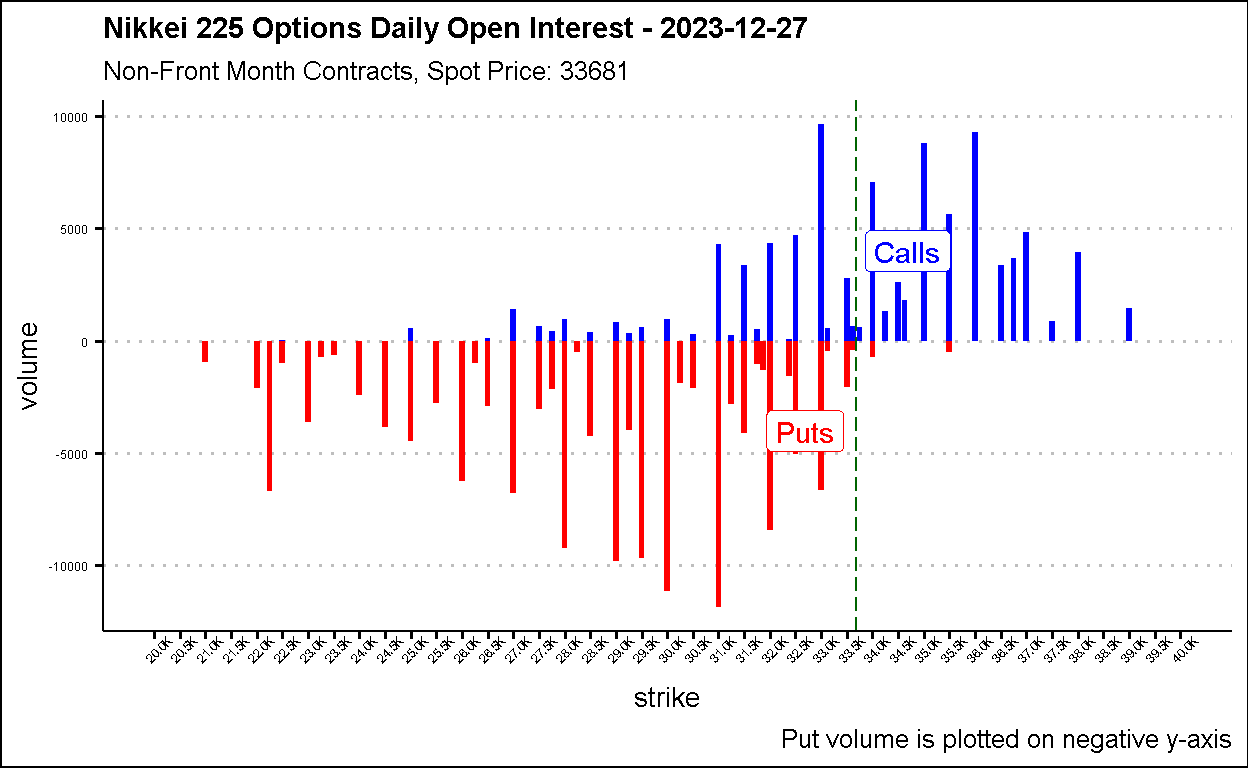 Nikkei 225 Options Daily Open Interest - 2023-12-27
Non-Front Month Contracts, Spot Price: 33681
10000
5000
0
-5000
-10000
volume
Calls
Puts
20.0K
20.5K
21.0K
21.5K
22.0K
22.5K
23.0K
23.5K
24.0K
24.5K
25.0K
25.5K
26.0K
26.5K
27.0K
27.5K
28.0K
28.5K
29.0K
29.5K
30.0K
30.5K
31.0K
31.5K
32.0K
32.5K
33.0K
33.5K
34.0K
34.5K
35.0K
35.5K
36.0K
36.5K
37.0K
37.5K
38.0K
38.5K
39.0K
39.5K
40.0K
strike
Put volume is plotted on negative y-axis